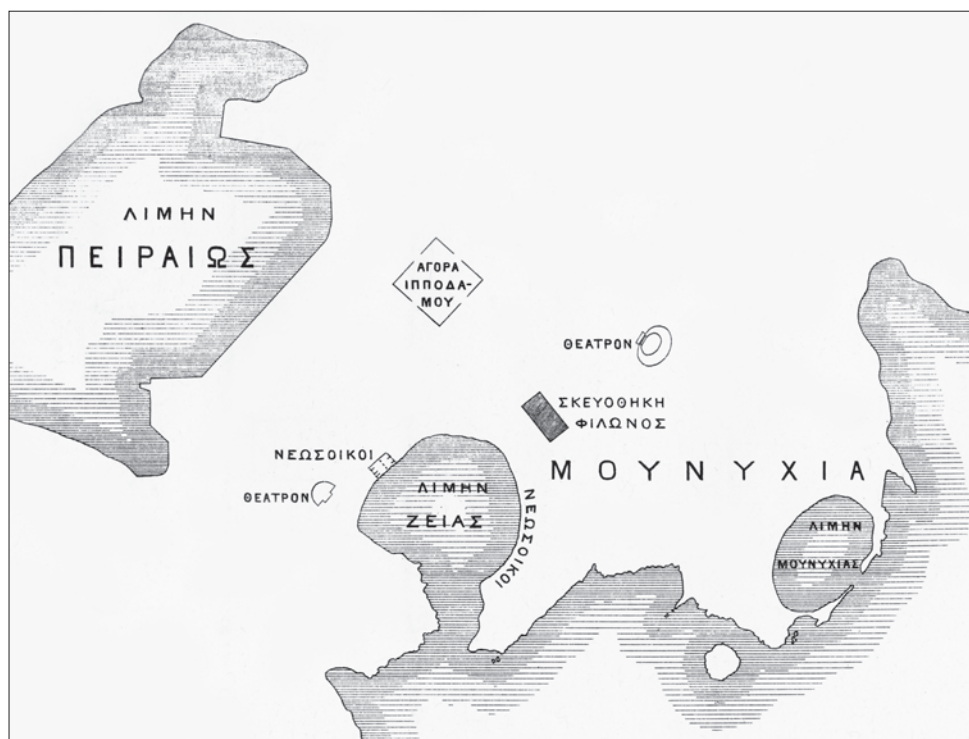 ΛΙΜΗΝ
ΠΕΙΡΑΙΩΣ
ΑΓΟΡΑ
ΙΠΠΟΔΑ-
ΜΟΥ
ΘΕΑΤΡΟΝ
ΣΚΕΥΟΘΗΚΗ
ΦΙΛΩΝΟΣ
ΝΕΩΣΟΙΚΟΙ
ΜΟΥΝΥΧΙΑ
ΘΕΑΤΡΟΝ
ΛΙΜΗΝ
ΖΕΙΑΣ
ΝΕΩΣΟΙΚΟΙ
ΛΙΜΗΝ
ΜΟΥΝΥΧΙΑΣ